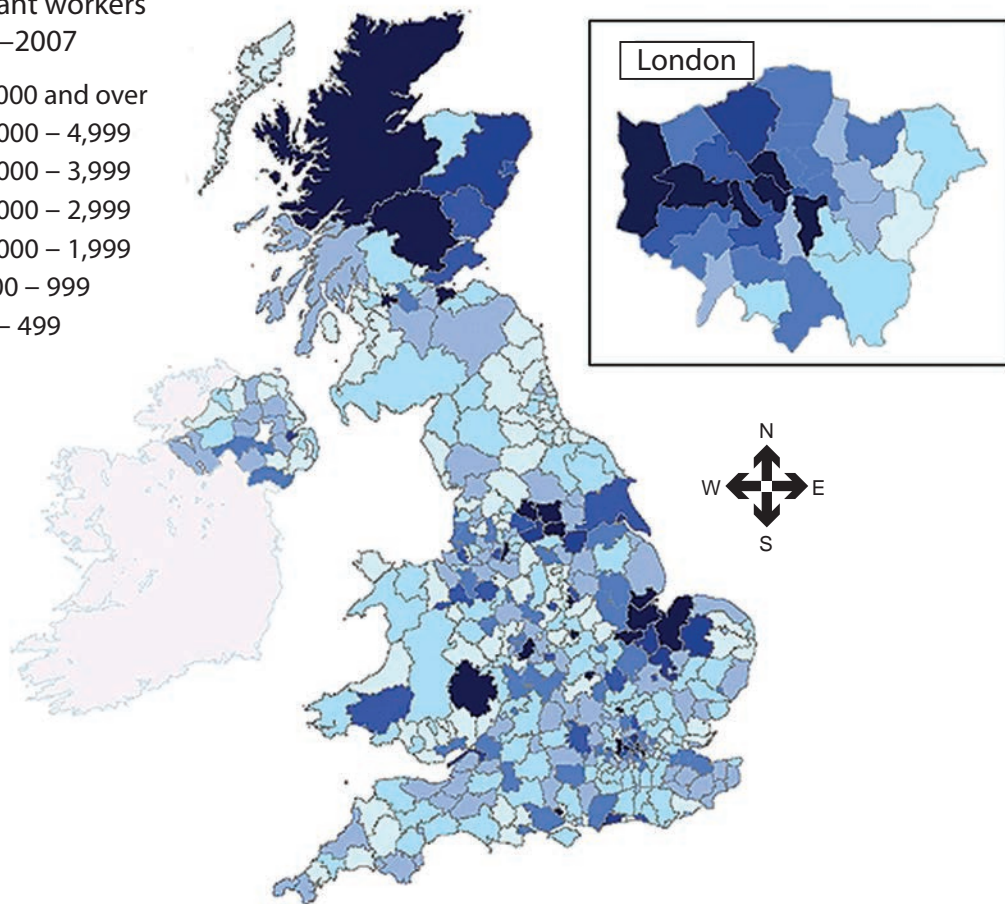 ant workers
–2007
000 and over
000 – 4,999
000 – 3,999
000 – 2,999
000 – 1,999
00 – 999
– 499
London
N
W E
S